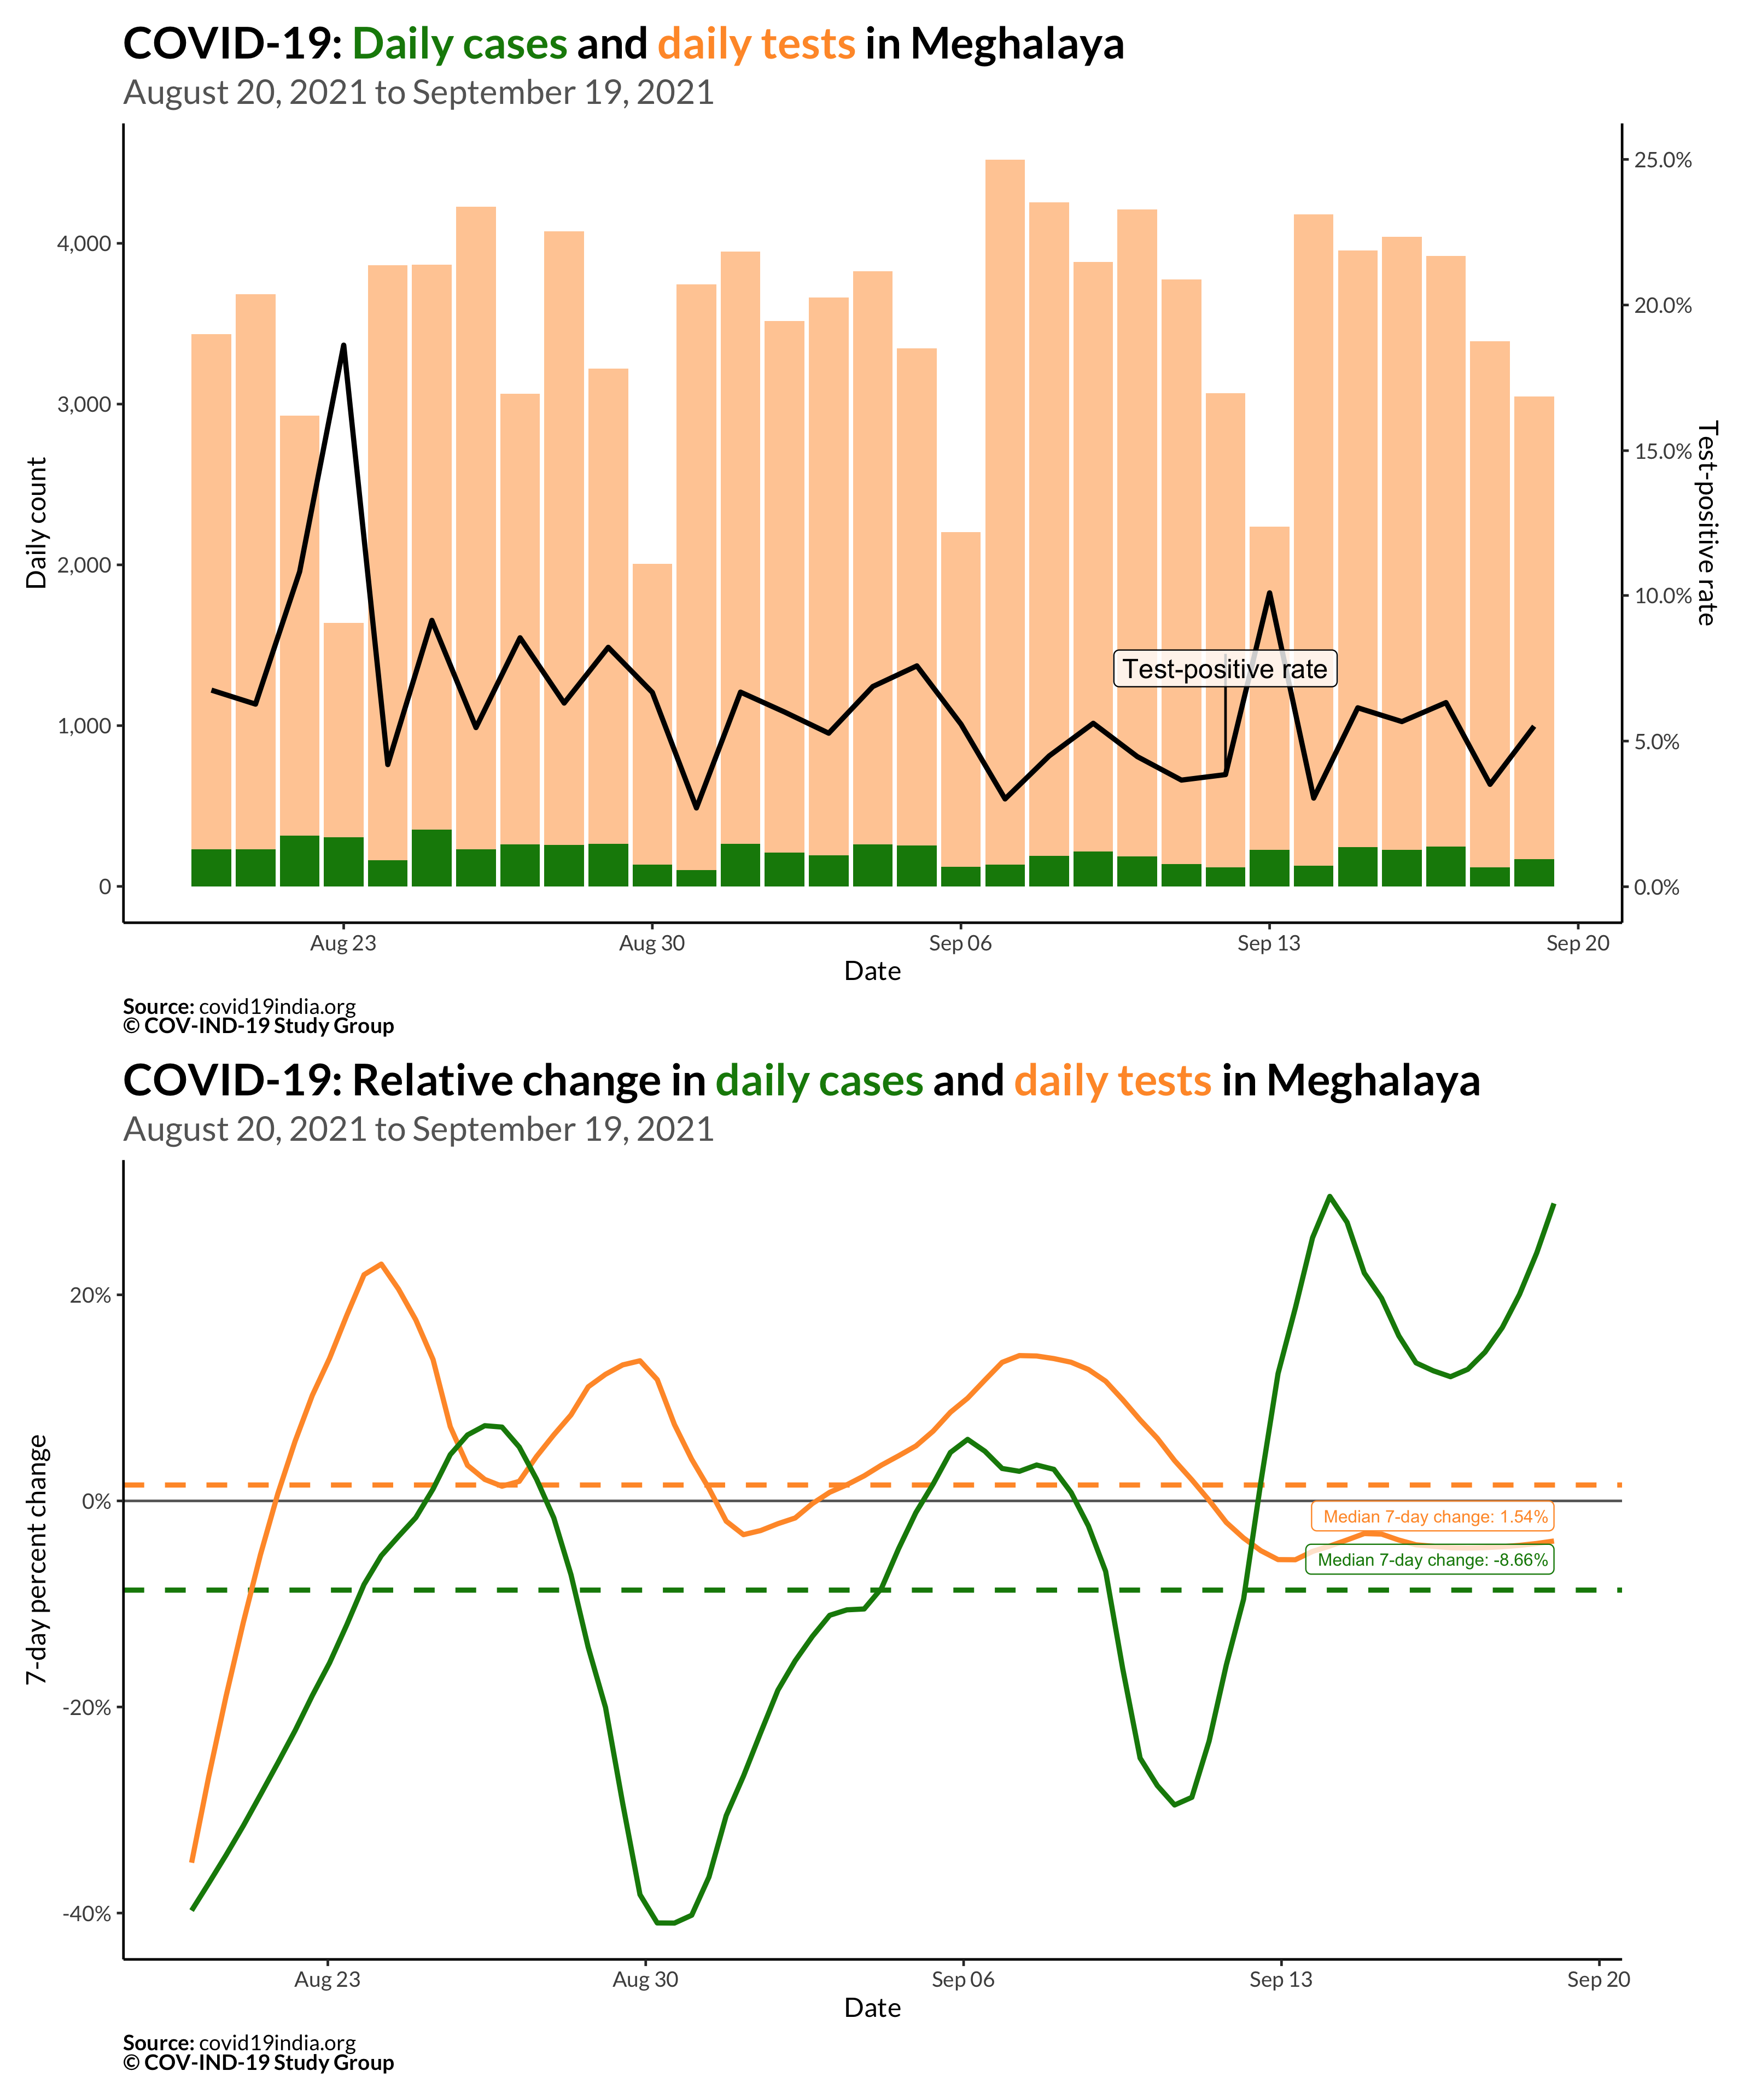 COVID-19: Daily cases and daily tests in Meghalaya
August 20, 2021 to September 19, 2021
Daily count
4,000
3,000
2,000
1,000
0
25.0%
20.0%
15.0%
10.0%
5.0%
0.0%
Test-positive rate
Test-positive rate
Aug 23
Aug 30
Sep 06
Sep 13
Sep 20
Date
Source: covid19india.org
© COV-IND-19 Study Group
COVID-19: Relative change in daily cases and daily tests in Meghalaya
August 20, 2021 to September 19, 2021
7-day percent change
20%
0%
-20%
-40%
Median 7-day change: 1.54%
Median 7-day change: -8.66%
Aug 23
Aug 30
Sep 06
Sep 13
Sep 20
Date
Source: covid19india.org
© COV-IND-19 Study Group